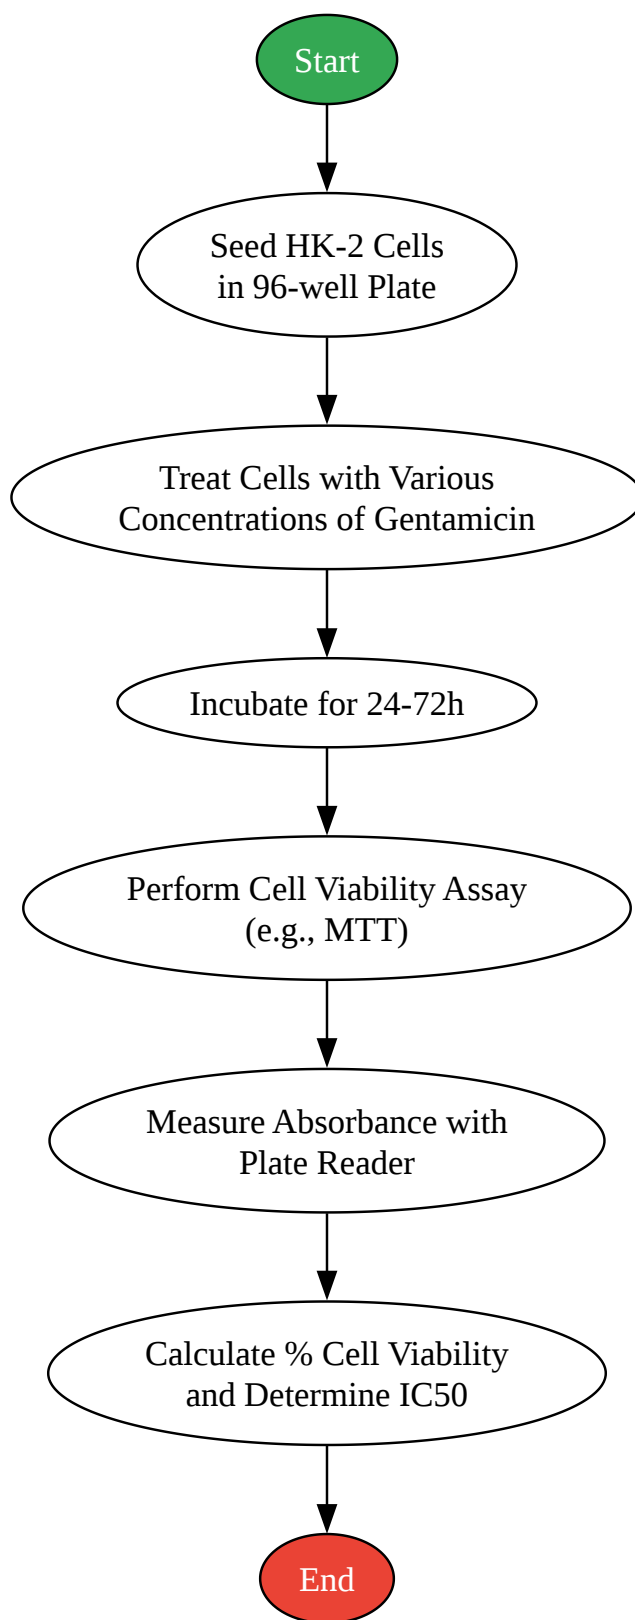 Start
Seed HK-2 Cells
in 96-well Plate
Treat Cells with Various
Concentrations of Gentamicin
Incubate for 24-72h
Perform Cell Viability Assay
(e.g., MTT)
Measure Absorbance with
Plate Reader
Calculate % Cell Viability
and Determine IC50
End